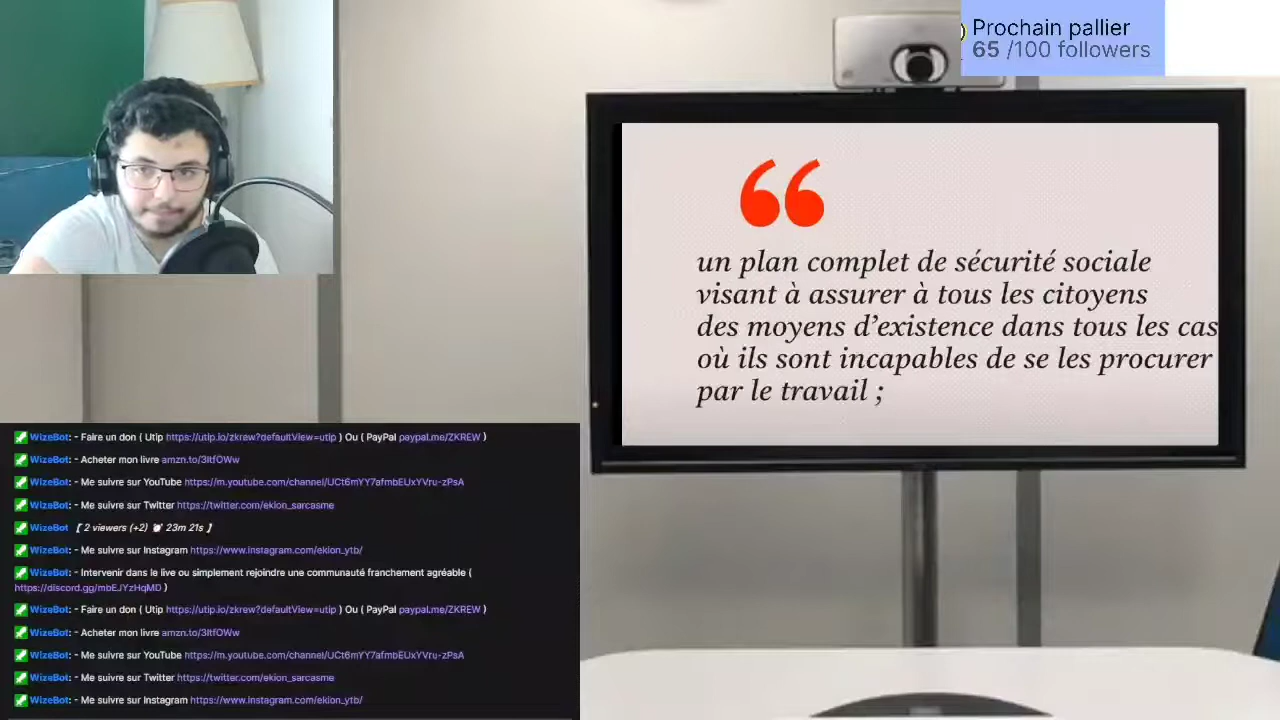 Prochain pallier
65 /100 followers
un plan complet de sécurité sociale
visant à assurer à tous les citoyens
des moyens d’existence dans tous les cas
où ils sont incapables de se les procurer
par le travail ;
WizeBot: - Faire un don ( Utip https://utip.io/zkrew?defaultView=utip ) Ou ( PayPal paypal.me/ZKREW )
WizeBot: - Acheter mon livre amzn.to/3ltfOWw
WizeBot: - Me suivre sur YouTube https://m.youtube.com/channel/UCt6mYY7afmbEUxYVru-zPsA
WizeBot: - Me suivre sur Twitter https://twitter.com/ekion_sarcasme
WizeBot 2 viewers (+2) 23m 21s
WizeBot: - Me suivre sur Instagram https://www.instagram.com/ekion_ytb/
WizeBot: - Intervenir dans le live ou simplement rejoindre une communauté franchement agréable (
https://discord.gg/mbEJYzHqMD )
WizeBot: - Faire un don ( Utip https://utip.io/zkrew?defaultView=utip ) Ou ( PayPal paypal.me/ZKREW )
WizeBot: - Acheter mon livre amzn.to/3ltfOWw
WizeBot: - Me suivre sur YouTube https://m.youtube.com/channel/UCt6mYY7afmbEUxYVru-zPsA
WizeBot: - Me suivre sur Twitter https://twitter.com/ekion_sarcasme
WizeBot: - Me suivre sur Instagram https://www.instagram.com/ekion_ytb/